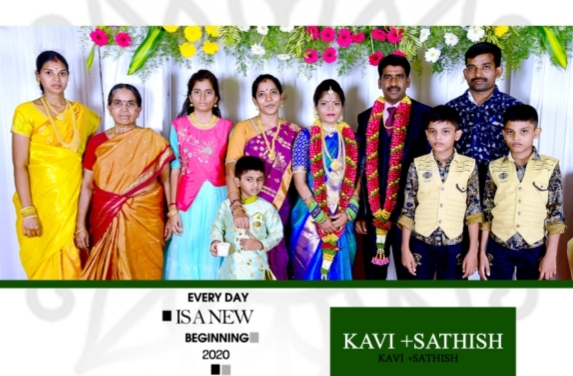 EVERY DAY
IS A NEW
BEGINNING
2020
KAVI +SATHISH
KAVI +SATHISH